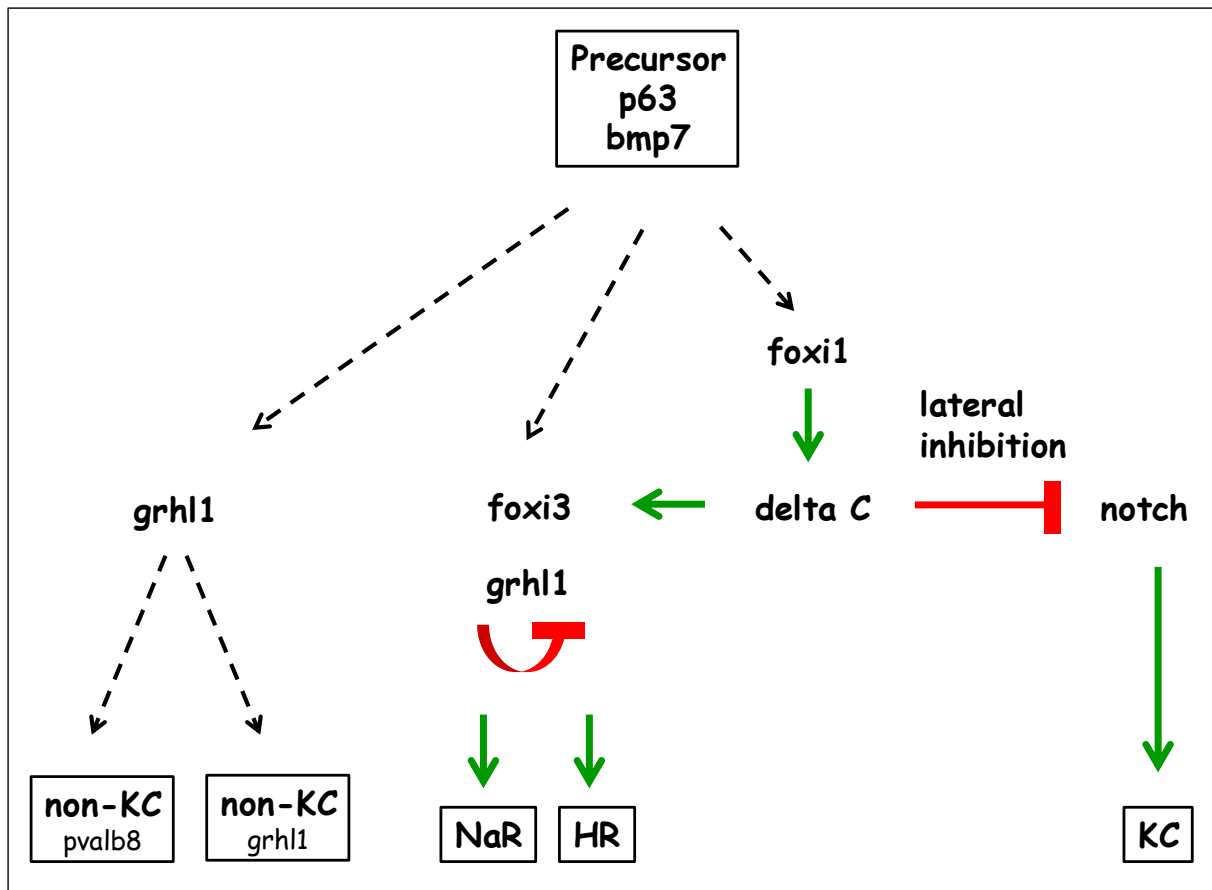 Precursor
p63
bmp7
foxi1
lateral
inhibition
grhl1
foxi3
delta C
notch
grhl1
non-KC
pvalb8
non-KC
grhl1
NaR
HR
KC